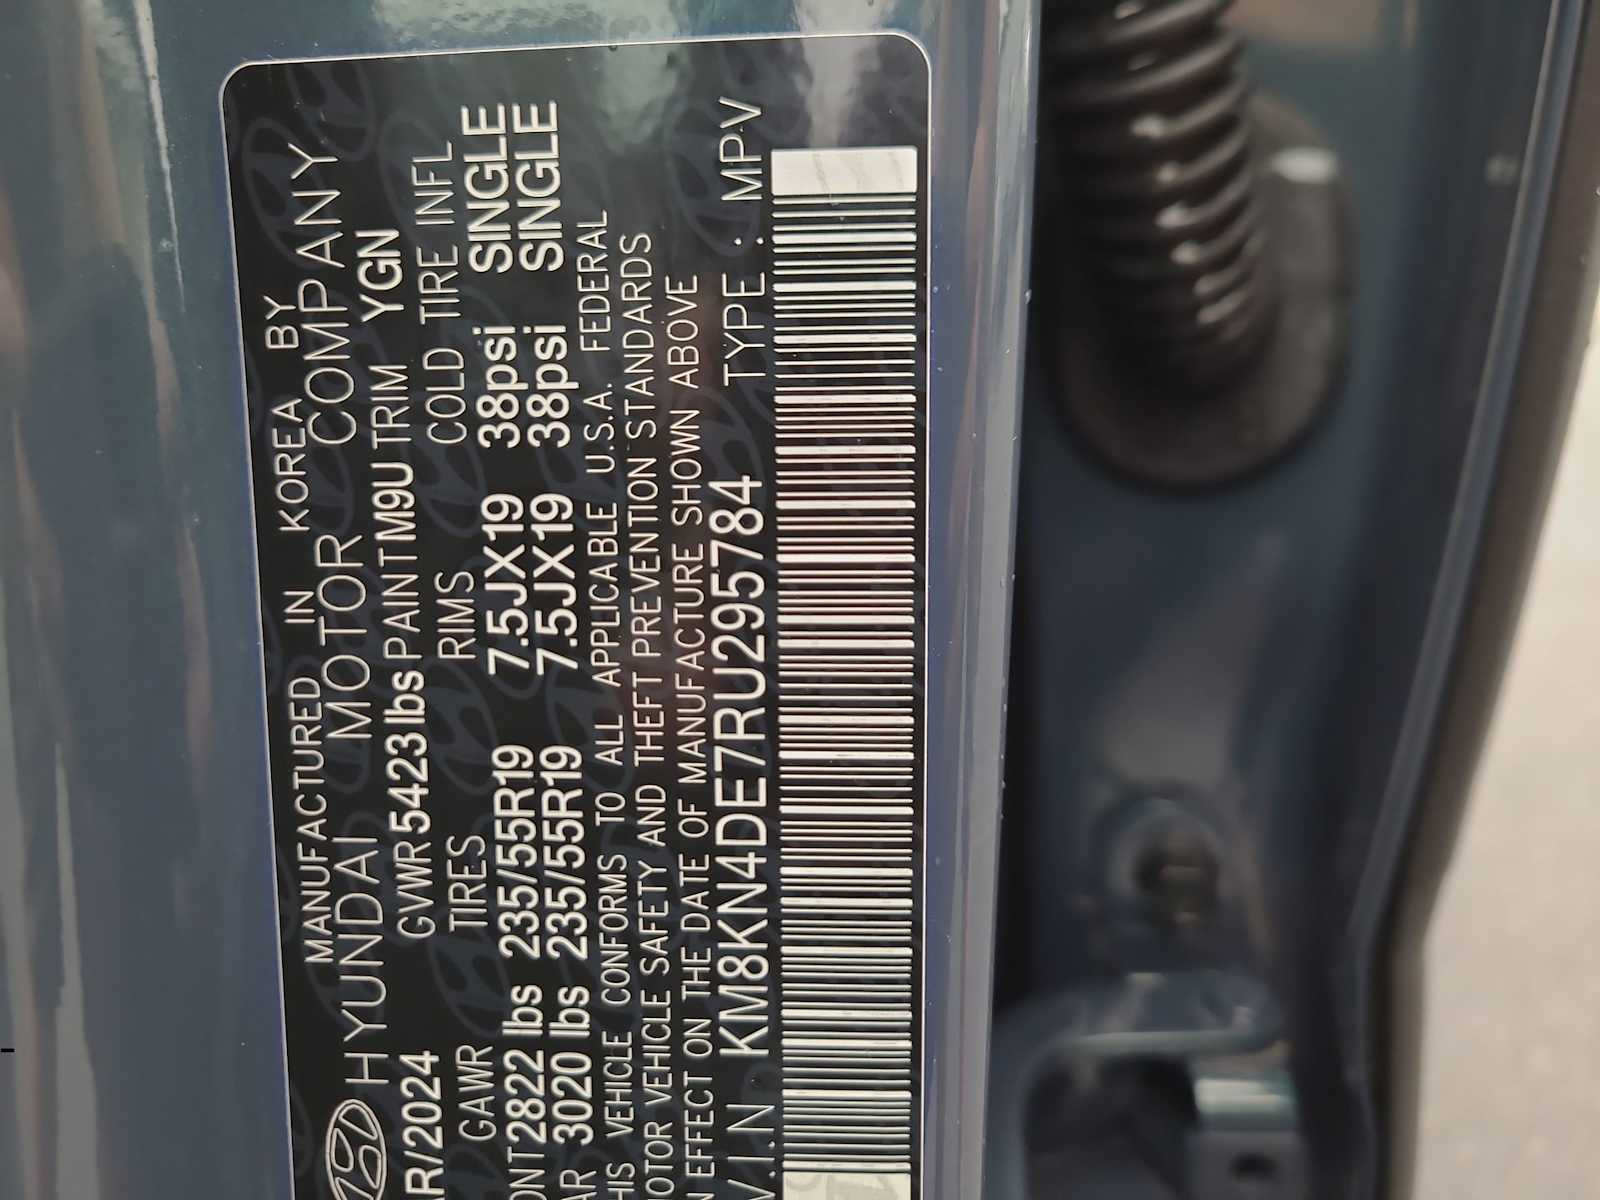 MANUFACTURED IN KOREA BY
HYUNDAI MOTOR COMPANY
AR/2024 GVWR 5423 lbs PAINT M9U TRIM YGN
GAWR TIRES RIMS COLD TIRE INFL
ONT 2822 lbs 235/55R19 7.5JX19 38psi SINGLE
AR 3020 lbs 235/55R19 7.5JX19 38psi SINGLE
HIS VEHICLE CONFORMS TO ALL APPLICABLE U.S.A. FEDERAL
MOTOR VEHICLE SAFETY AND THEFT PREVENTION STANDARDS
N EFFECT ON THE DATE OF MANUFACTURE SHOWN ABOVE
V.I.N KM8KN4DE7RU295784 TYPE : MPV